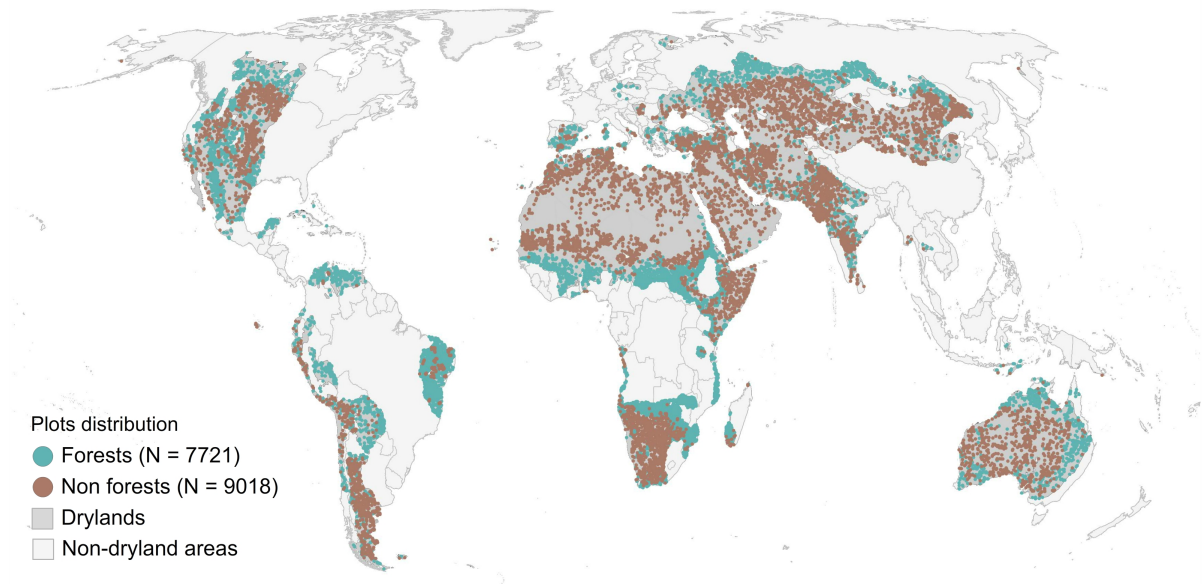 Plots distribution
Forests (N = 7721)
Non forests (N = 9018)
Drylands
Non-dryland areas